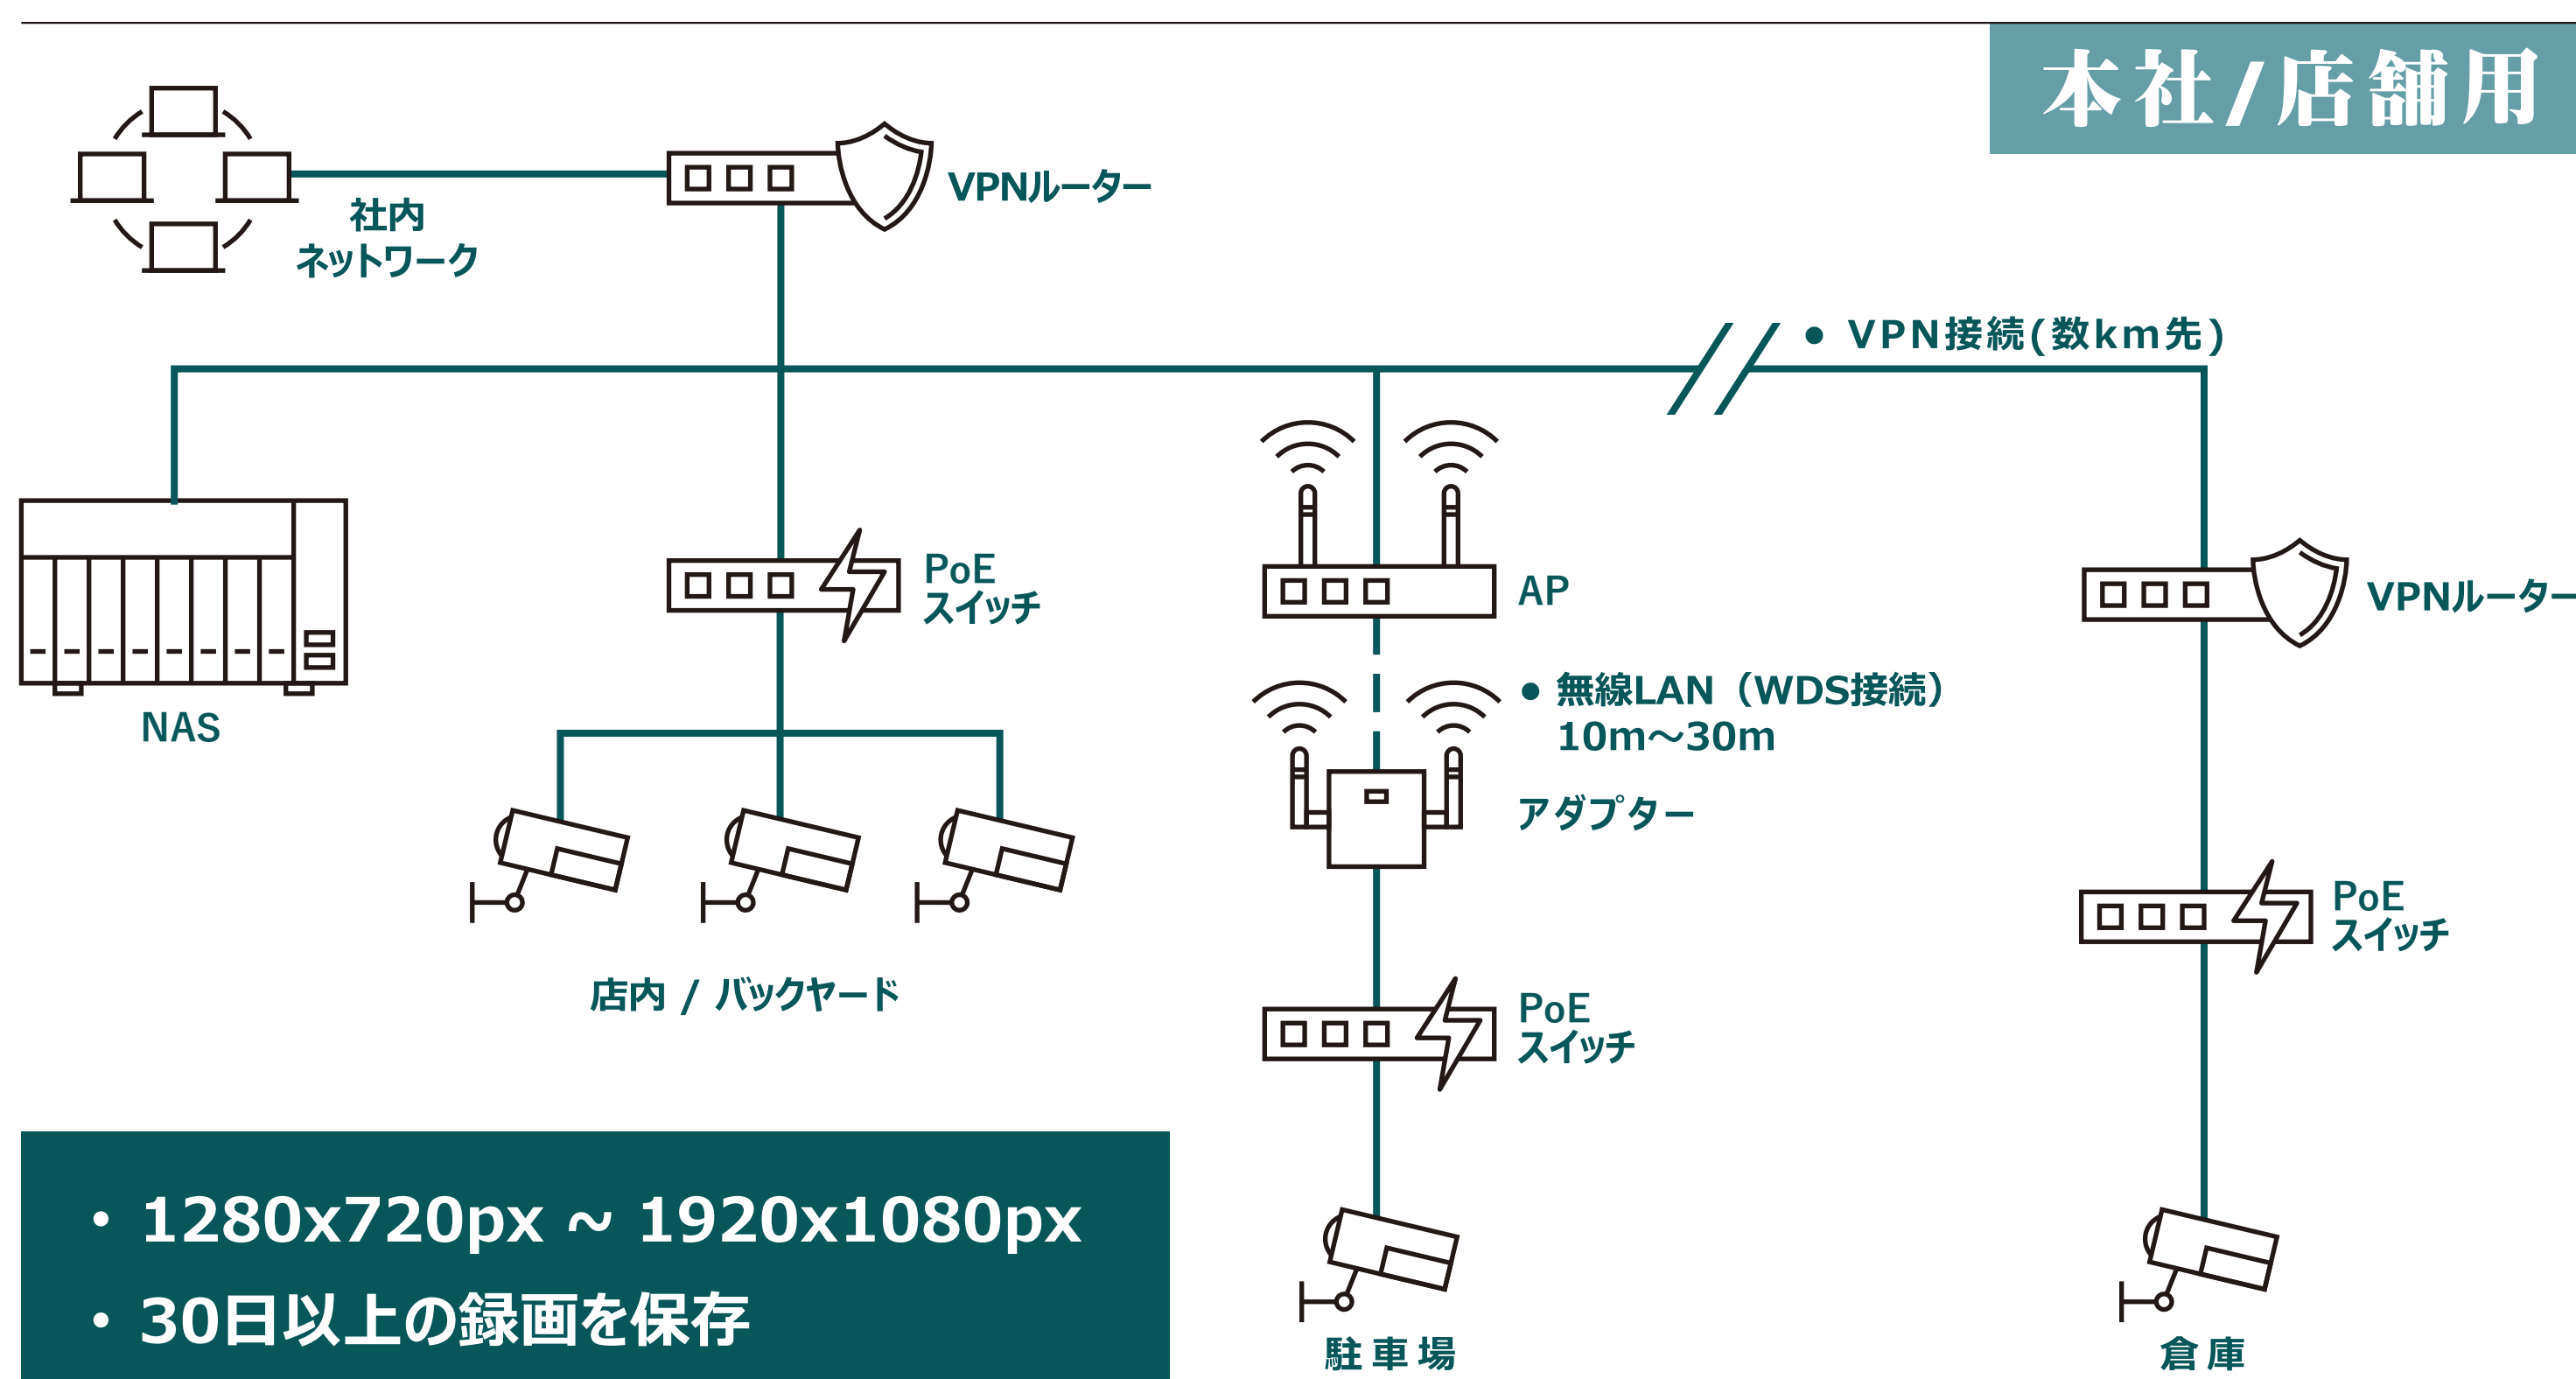 本社/店舗用
VPNルーター
社内
ネットワーク
● VPN接続(数km先)
PoE
スイッチ
AP
VPNルーター
NAS
● 無線LAN（WDS接続）
10m～30m
アダプター
PoE
スイッチ
店内 / バックヤード
PoE
スイッチ
・1280x720px ~ 1920x1080px
・30日以上の録画を保存
駐車場
倉庫